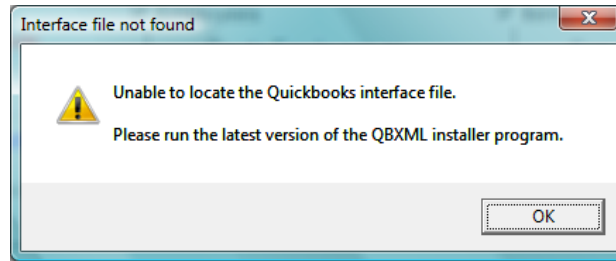 Interface file not found
Unable to locate the Quickbooks interface file.
Please run the latest version of the QBXML installer program.
OK